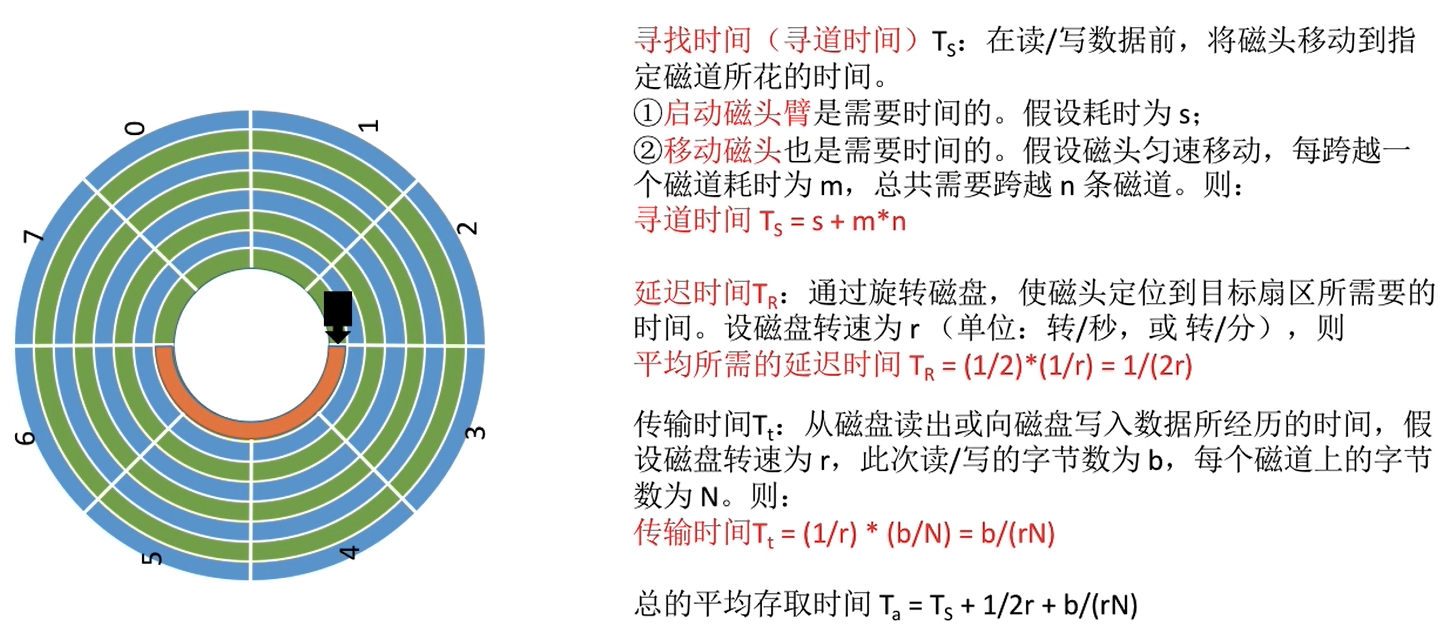 0
1
2
3
4
5
6
7
寻找时间（寻道时间）TS：在读/写数据前，将磁头移动到指
定磁道所花的时间。
①启动磁头臂是需要时间的。假设耗时为 s；
②移动磁头也是需要时间的。假设磁头匀速移动，每跨越一
个磁道耗时为 m，总共需要跨越 n 条磁道。则：
寻道时间 TS = s + m*n
延迟时间TR：通过旋转磁盘，使磁头定位到目标扇区所需要的
时间。设磁盘转速为 r （单位：转/秒，或 转/分），则
平均所需的延迟时间 TR = (1/2)*(1/r) = 1/(2r)
传输时间Tt：从磁盘读出或向磁盘写入数据所经历的时间，假
设磁盘转速为 r，此次读/写的字节数为 b，每个磁道上的字节
数为 N。则：
传输时间Tt = (1/r) * (b/N) = b/(rN)
总的平均存取时间 Ta = TS + 1/2r + b/(rN)